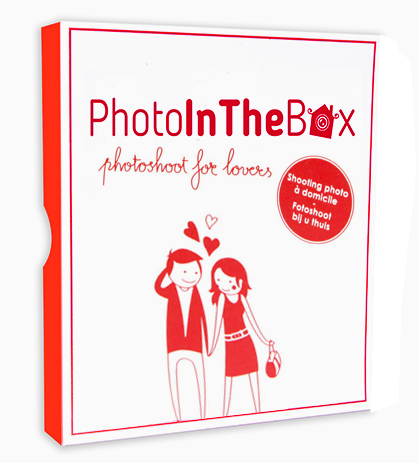 PhotoInTheBox
photoshoot for lovers
Shooting photo
à domicile
-
Fotoshoot
bij u thuis